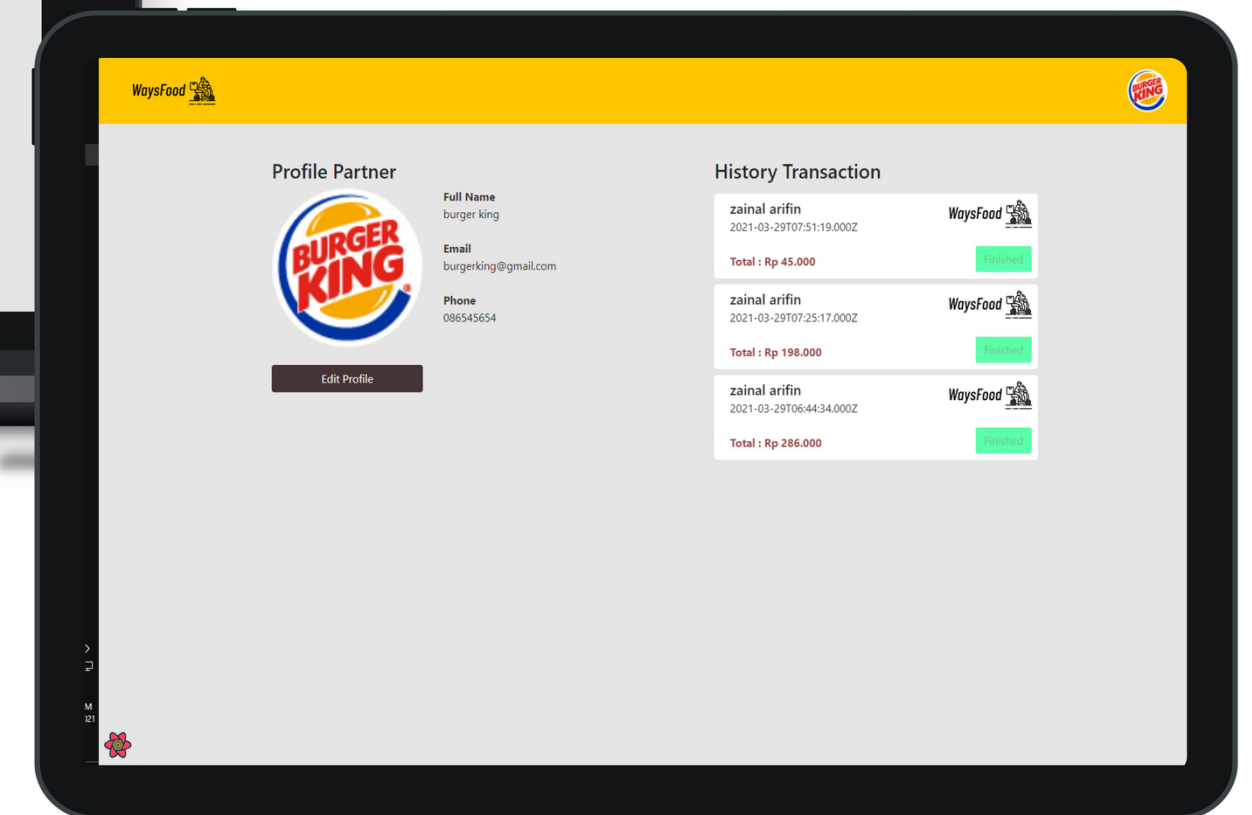 WaysFood
BURGER KING
Profile Partner
BURGER
KING
Full Name
burger king
Email
burgerking@gmail.com
Phone
086545654
Edit Profile
History Transaction
zainal arifin
2021-03-29T07:51:19.000Z
WaysFood
Total : Rp 45.000
Finished
zainal arifin
2021-03-29T07:25:17.000Z
WaysFood
Total : Rp 198.000
Finished
zainal arifin
2021-03-29T06:44:34.000Z
WaysFood
Total : Rp 286.000
Finished
M